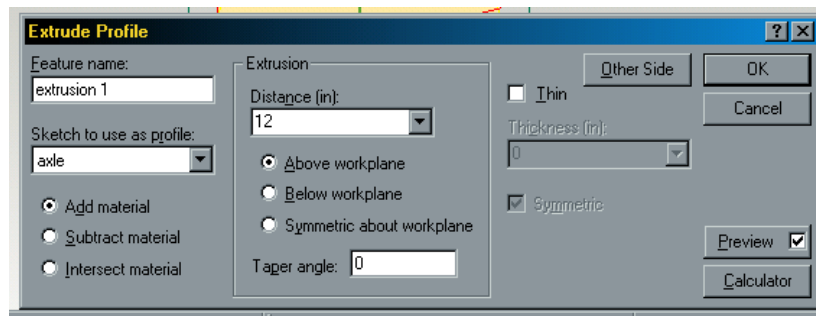 Extrude Profile
Feature name:
extrusion 1
Sketch to use as profile:
axle
Add material
Subtract material
Intersect material
Extrusion
Distance (in):
12
Above workplane
Below workplane
Symmetric about workplane
Taper angle: 0
Other Side
Thin
Thickness (in):
0
Symmetric
OK
Cancel
Preview
Calculator